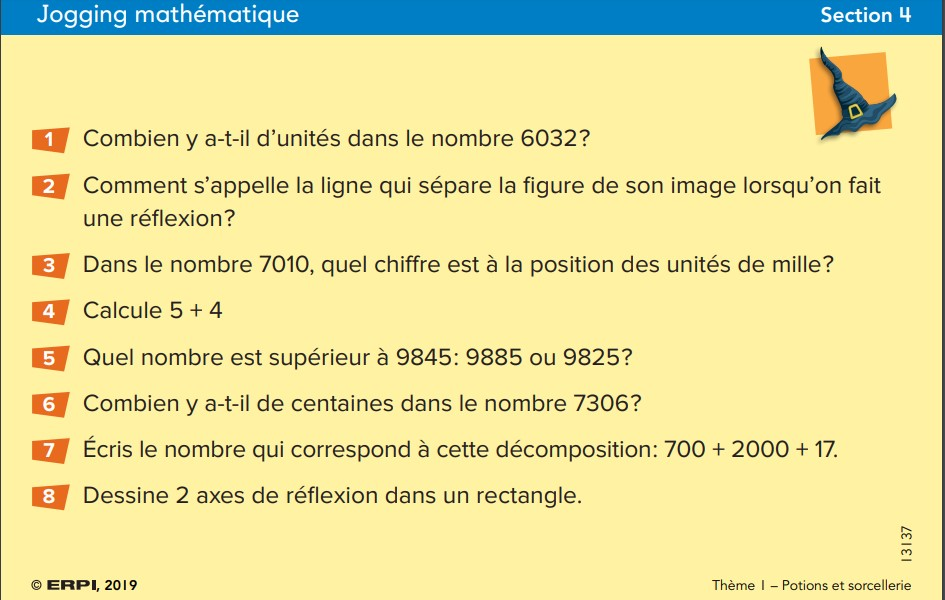 Jogging mathématique
Section 4
1 Combien y a-t-il d'unités dans le nombre 6032?
2 Comment s'appelle la ligne qui sépare la figure de son image lorsqu'on fait
une réflexion?
3 Dans le nombre 7010, quel chiffre est à la position des unités de mille?
4 Calcule 5 + 4
5 Quel nombre est supérieur à 9845: 9885 ou 9825?
6 Combien y a-t-il de centaines dans le nombre 7306?
7 Écris le nombre qui correspond à cette décomposition: 700 + 2000 + 17.
8 Dessine 2 axes de réflexion dans un rectangle.
13137
© ERPI, 2019
Thème 1 – Potions et sorcellerie